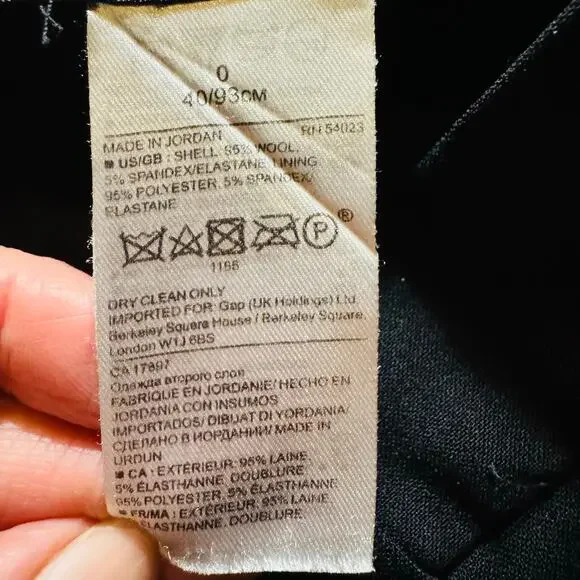 0
40/93CM
MADE IN JORDAN RN 54023
US/GB : SHELL: 95% WOOL,
5% SPANDEX/ELASTANE, LINING
95% POLYESTER, 5% SPANDEX/
ELASTANE
P ®
1155
DRY CLEAN ONLY
IMPORTED FOR: Gap (UK Holdings) Ltd.
Berkeley Square House / Berkeley Square,
London W1J 6BS
CA 17897
Одежда второго слоя
FABRIQUE EN JORDANIE/ HECHO EN
JORDANIA CON INSUMOS
IMPORTADOS/ DIBUAT DI YORDANIA/
СДЕЛАНО В ИОРДАНИИ/ MADE IN
URDUN
CA : EXTÉRIEUR: 95% LAINE,
5% ÉLASTHANNE, DOUBLURE
95% POLYESTER, 5% ÉLASTHANNE
FR/MA : EXTÉRIEUR: 95% LAINE,
ÉLASTHANNE, DOUBLURE